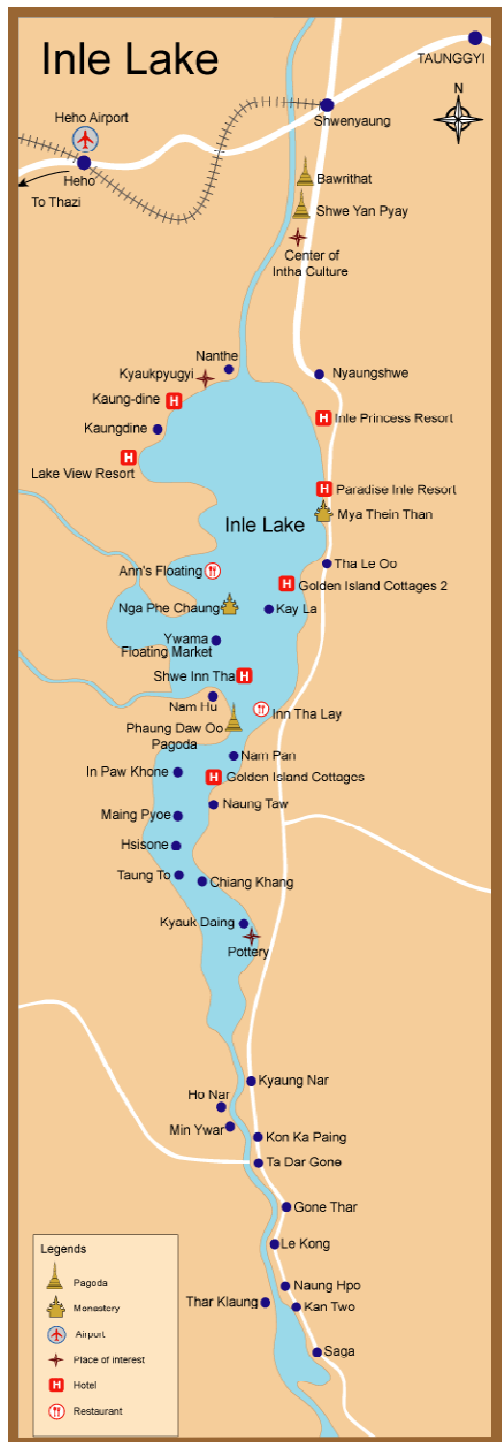 Inle Lake
TAUNGGYI
N
Heho Airport
Shwenyaung
Heho
To Thazi
Bawrithat
Shwe Yan Pyay
Center of
Intha Culture
Nanthe
Kyaukpyugyi
Nyaungshwe
Kaung-dine
H
Inle Princess Resort
H
Kaungdine
H
Lake View Resort
H
Paradise Inle Resort
Mya Thein Than
Inle Lake
Tha Le Oo
Ann's Floating
H
Golden Island Cottages 2
Nga Phe Chaung
Kay La
Ywama
Floating Market
Shwe Inn Tha
H
Nam Hu
Inn Tha Lay
Phaung Daw Oo
Pagoda
Nam Pan
In Paw Khone
H
Golden Island Cottages
Naung Taw
Maing Pyoe
Hsisone
Taung To
Chiang Khang
Kyauk Daing
Pottery
Kyaung Nar
Ho Nar
Min Ywar
Kon Ka Paing
Ta Dar Gone
Gone Thar
Le Kong
Naung Hpo
Thar Klaung
Kan Two
Saga
Legends
Pagoda
Monastery
Airport
Place of interest
H
Hotel
Restaurant